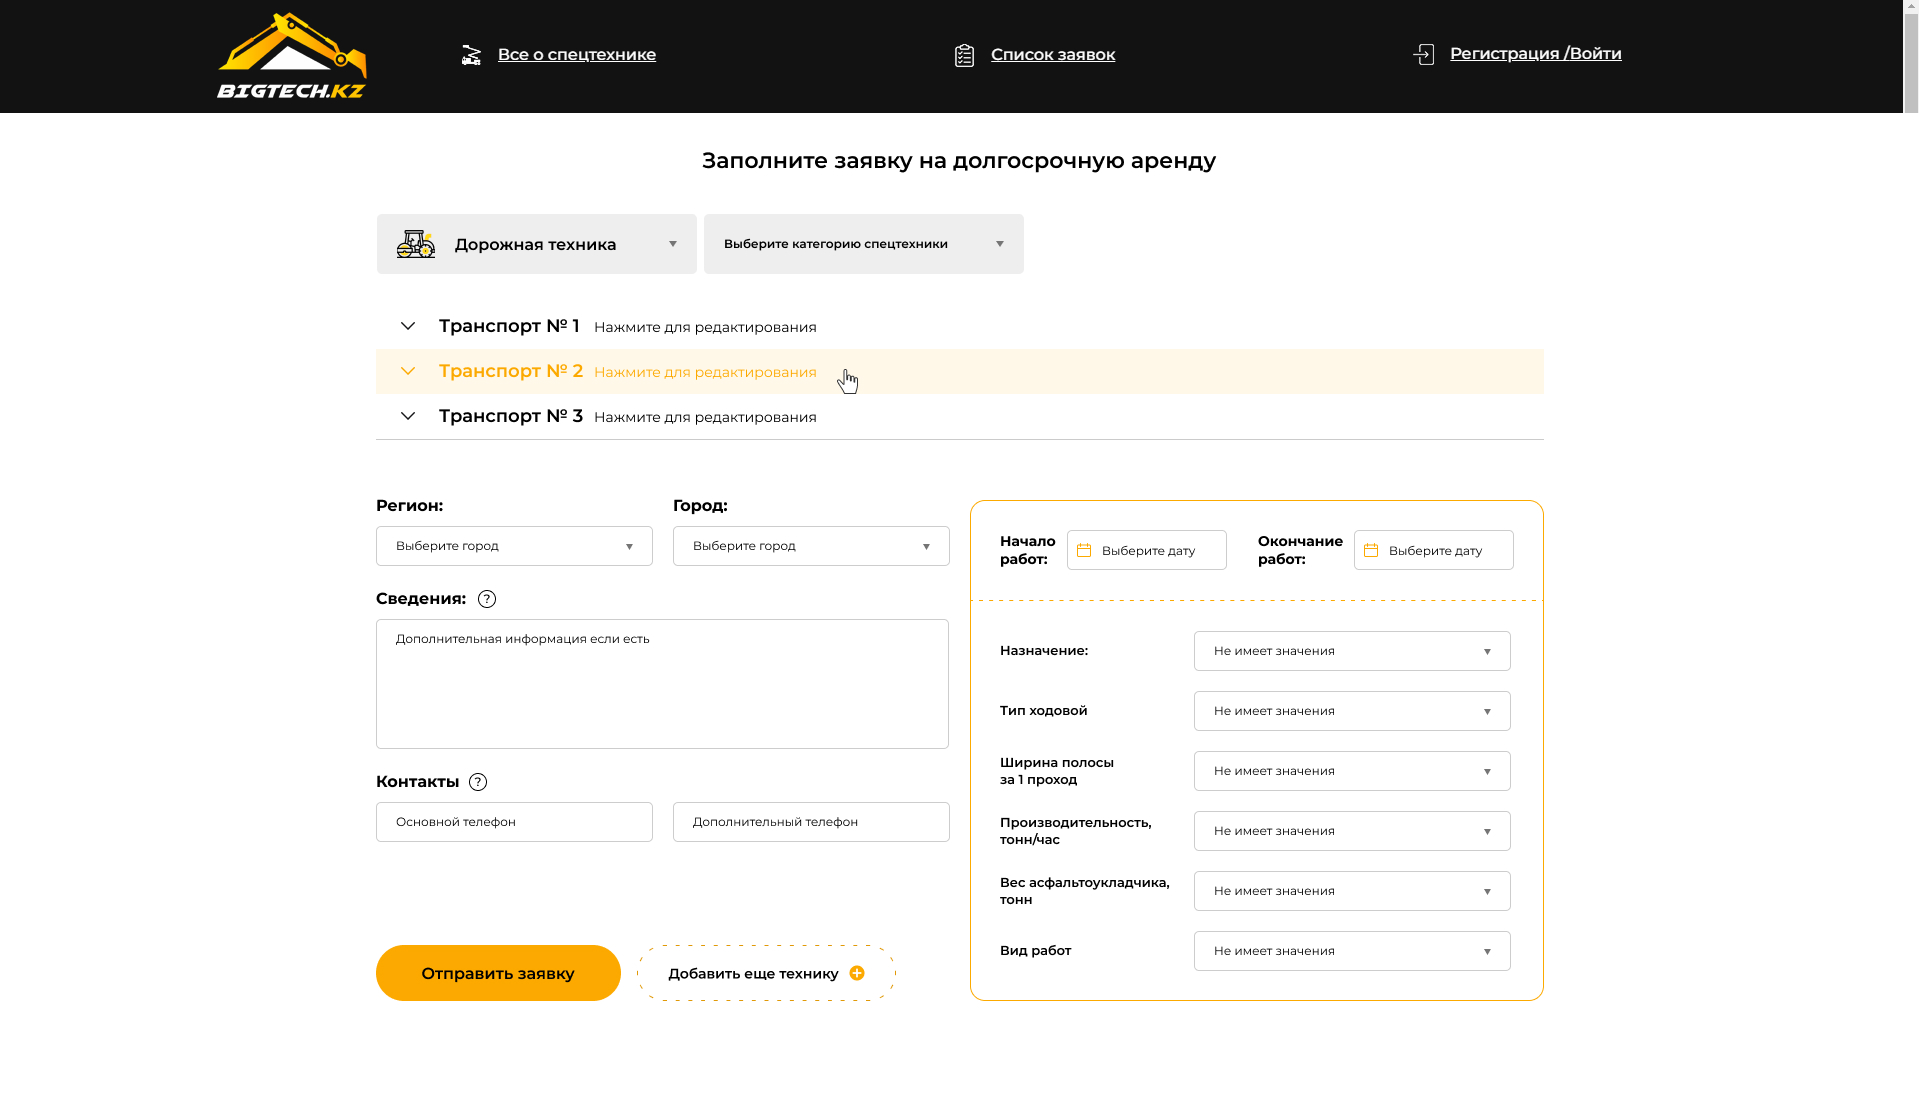 BIGTECH.KZ
Все о спецтехнике
Список заявок
Регистрация /Войти
Заполните заявку на долгосрочную аренду
Дорожная техника
Выберите категорию спецтехники
Транспорт № 1 Нажмите для редактирования
Транспорт № 2 Нажмите для редактирования
Транспорт № 3 Нажмите для редактирования
Регион:
Город:
Выберите город
Выберите город
Сведения: ?
Дополнительная информация если есть
Контакты ?
Основной телефон
Дополнительный телефон
Отправить заявку
Добавить еще технику
Начало
работ:
Выберите дату
Окончание
работ:
Выберите дату
Назначение:
Не имеет значения
Тип ходовой
Не имеет значения
Ширина полосы
за 1 проход
Не имеет значения
Производительность,
тонн/час
Не имеет значения
Вес асфальтоукладчика,
тонн
Не имеет значения
Вид работ
Не имеет значения